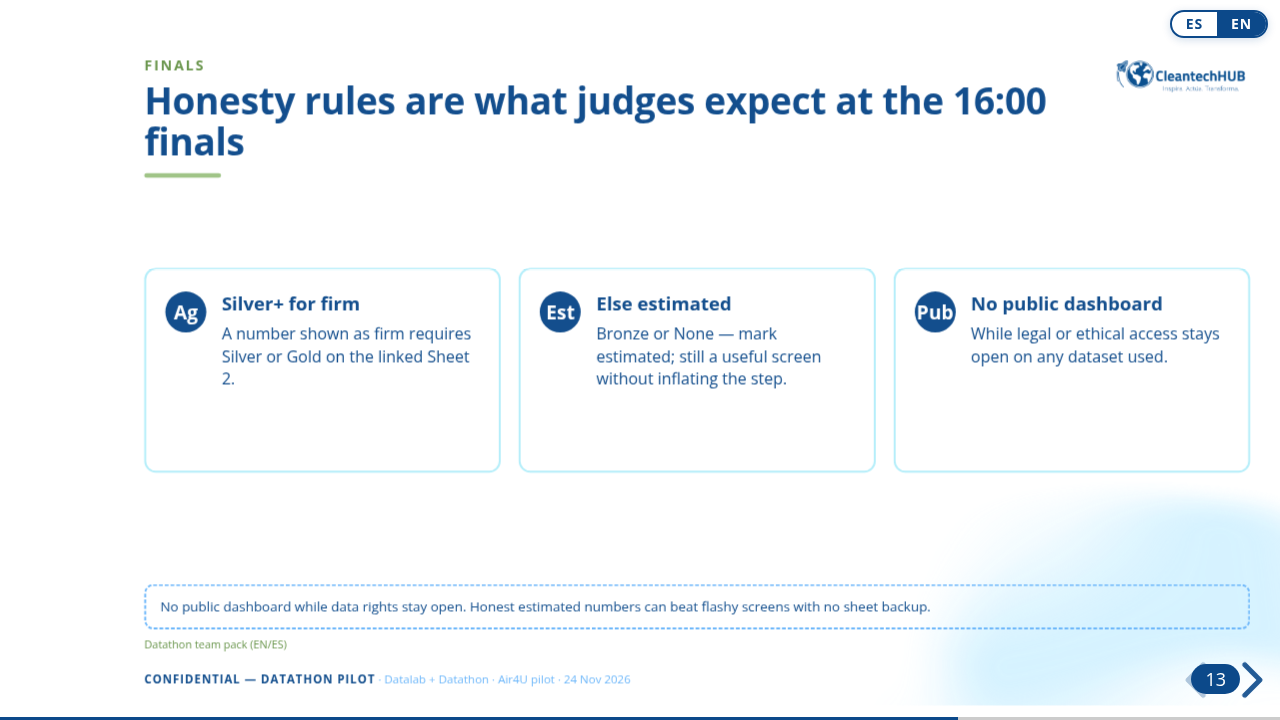 ES EN
FINALS
Honesty rules are what judges expect at the 16:00
finals
CleantechHUB
Inspira. Actúa. Transforma.
Ag
Silver+ for firm
A number shown as firm requires
Silver or Gold on the linked Sheet
2.
Est
Else estimated
Bronze or None — mark
estimated; still a useful screen
without inflating the step.
Pub
No public dashboard
While legal or ethical access stays
open on any dataset used.
No public dashboard while data rights stay open. Honest estimated numbers can beat flashy screens with no sheet backup.
Datathon team pack (EN/ES)
CONFIDENTIAL — DATATHON PILOT · Datalab + Datathon · Air4U pilot · 24 Nov 2026
13